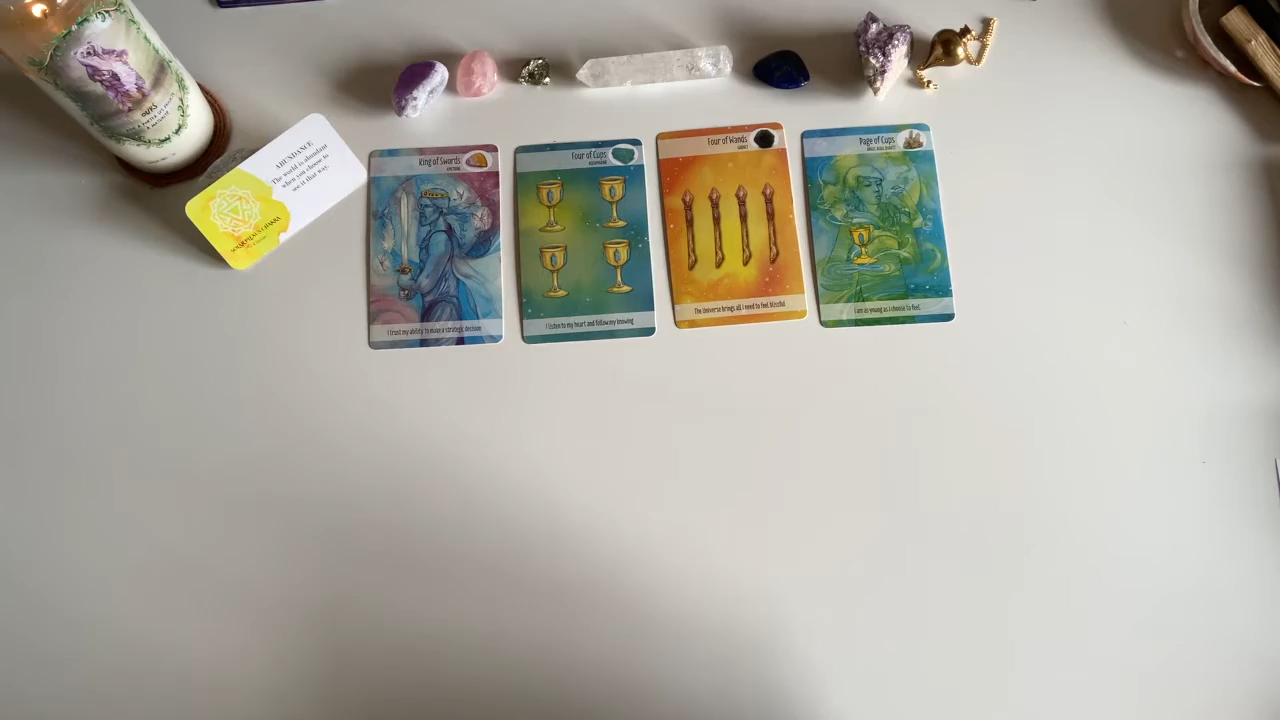 OURS
ABUNDANCE
The world is abundant
when you choose to
see it that way.
SOLAR PLEXUS CHAKRA
King of Swords
Four of Cups
Four of Wands
GARNET
Page of Cups
I trust my ability to make a strategic decision
I listen to my heart and follow my knowing
The Universe brings all I need to feel blissful
I am as young as I choose to feel.